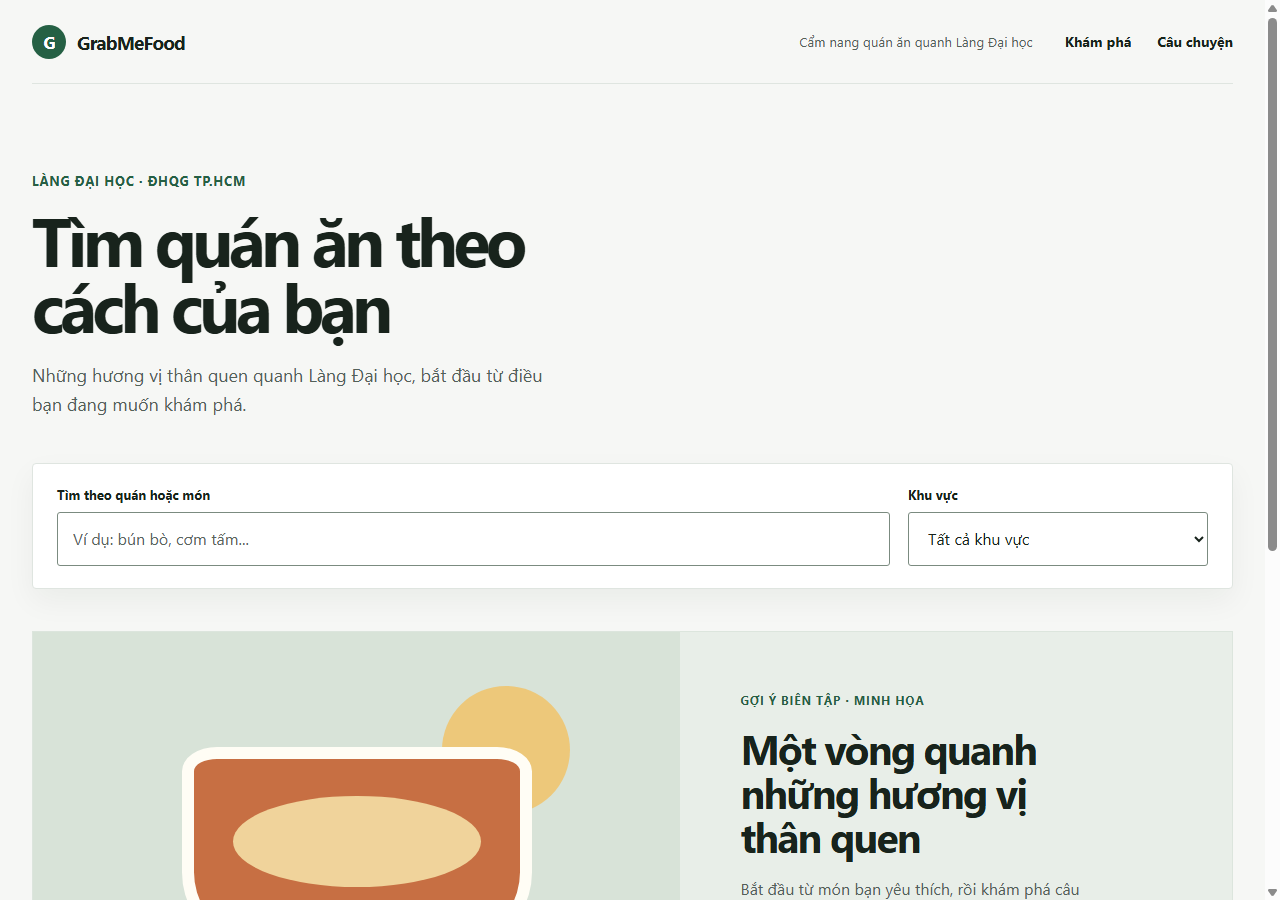 G GrabMeFood
Cẩm nang quán ăn quanh Làng Đại học
Khám phá
Câu chuyện
LÀNG ĐẠI HỌC · ĐHQG TP.HCM
Tìm quán ăn theo
cách của bạn
Những hương vị thân quen quanh Làng Đại học, bắt đầu từ điều
bạn đang muốn khám phá.
Tìm theo quán hoặc món
Ví dụ: bún bò, cơm tấm...
Khu vực
Tất cả khu vực
GỢI Ý BIÊN TẬP · MINH HỌA
Một vòng quanh
những hương vị
thân quen
Bắt đầu từ món bạn yêu thích, rồi khám phá câu